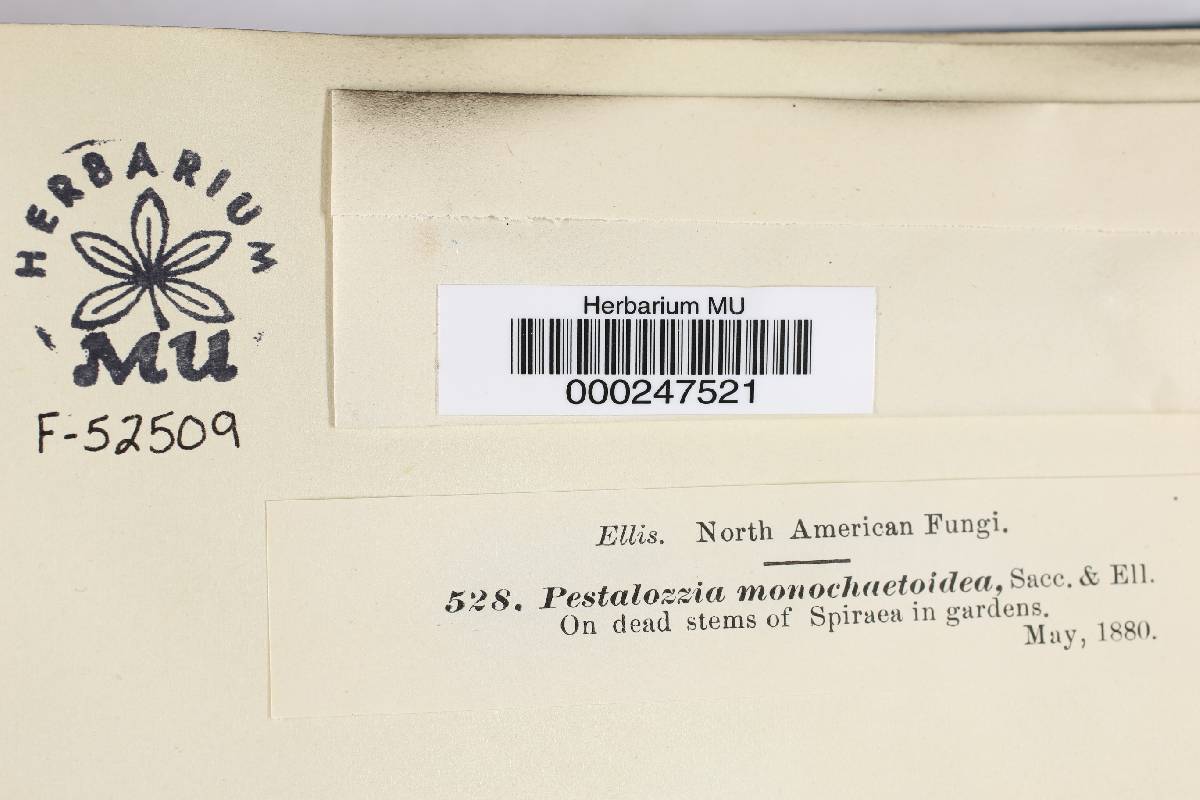 HERBARIUM
MU
F-52509
Herbarium MU
000247521
Ellis. North American Fungi.
528. Pestalozzia monochaetoidea, Sacc. & Ell.
On dead stems of Spiraea in gardens.
May, 1880.